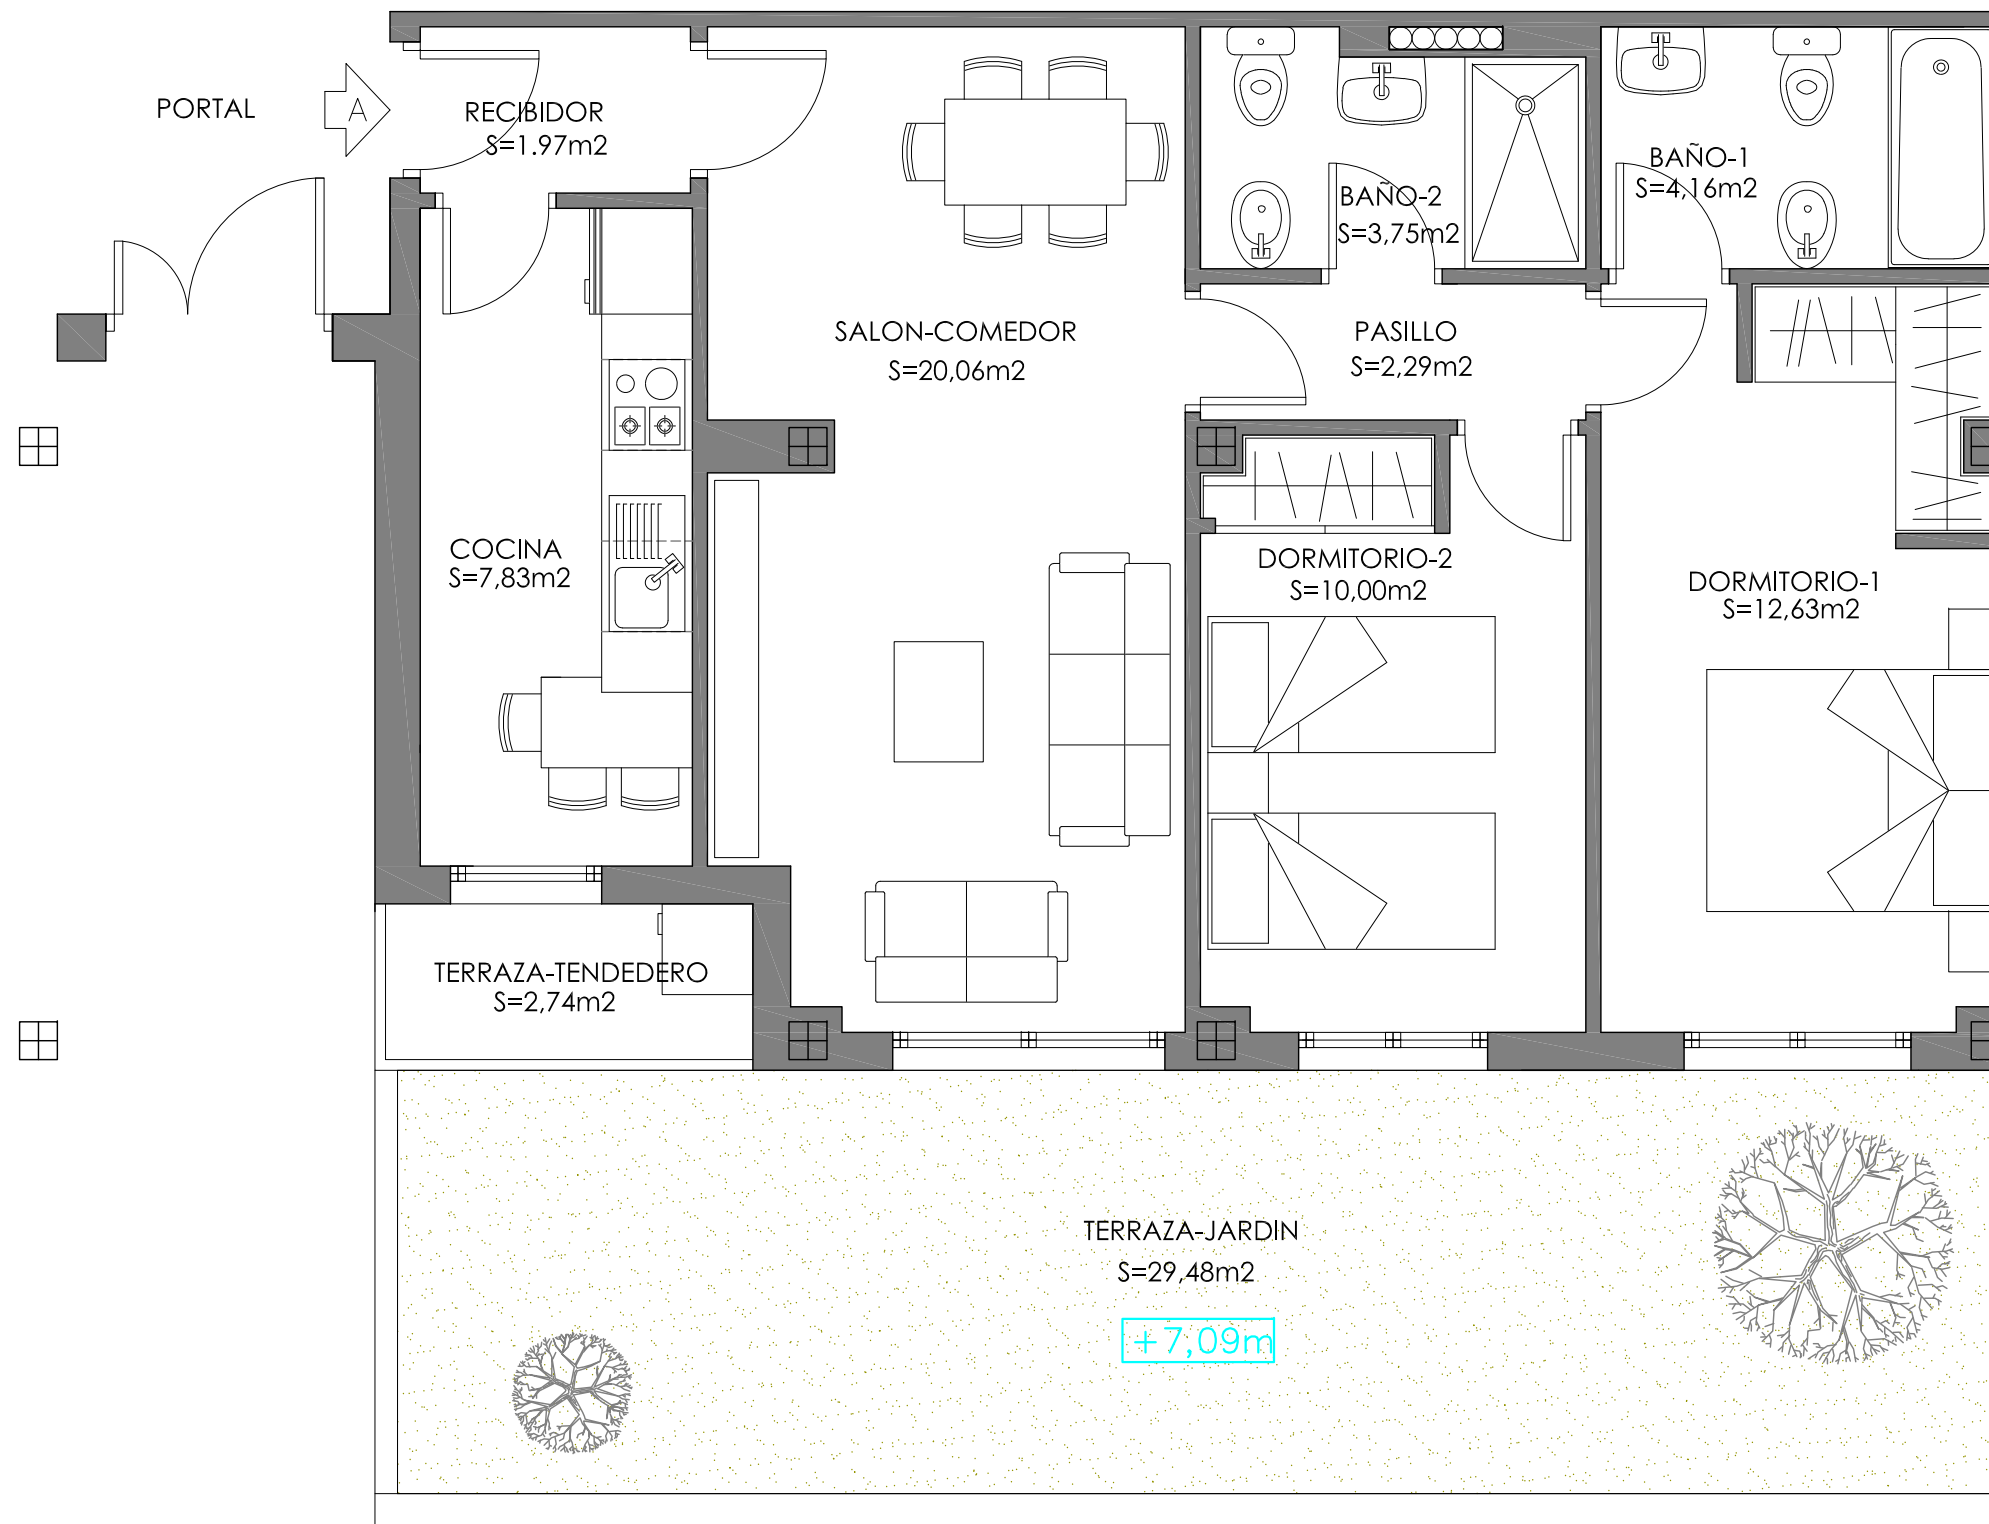 PORTAL
A
RECIBIDOR
S=1.97m2
BAÑO-1
S=4,16m2
BAÑO-2
S=3,75m2
SALON-COMEDOR
S=20,06m2
PASILLO
S=2,29m2
COCINA
S=7,83m2
DORMITORIO-2
S=10,00m2
DORMITORIO-1
S=12,63m2
TERRAZA-TENDEDERO
S=2,74m2
TERRAZA-JARDIN
S=29,48m2
+7,09m